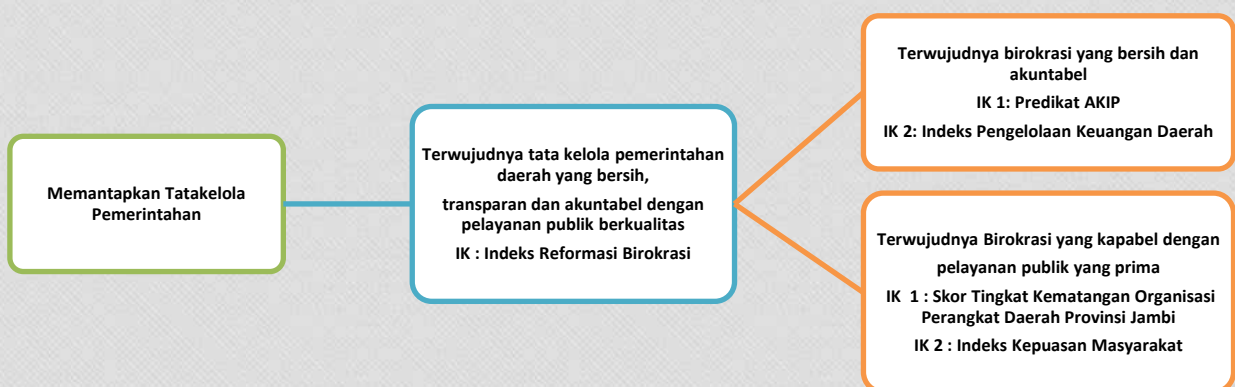 Memantapkan Tatakelola
Pemerintahan
Terwujudnya tata kelola pemerintahan
daerah yang bersih,
transparan dan akuntabel dengan
pelayanan publik berkualitas
IK : Indeks Reformasi Birokrasi
Terwujudnya birokrasi yang bersih dan
akuntabel
IK 1: Predikat AKIP
IK 2: Indeks Pengelolaan Keuangan Daerah
Terwujudnya Birokrasi yang kapabel dengan
pelayanan publik yang prima
IK 1 : Skor Tingkat Kematangan Organisasi
Perangkat Daerah Provinsi Jambi
IK 2 : Indeks Kepuasan Masyarakat